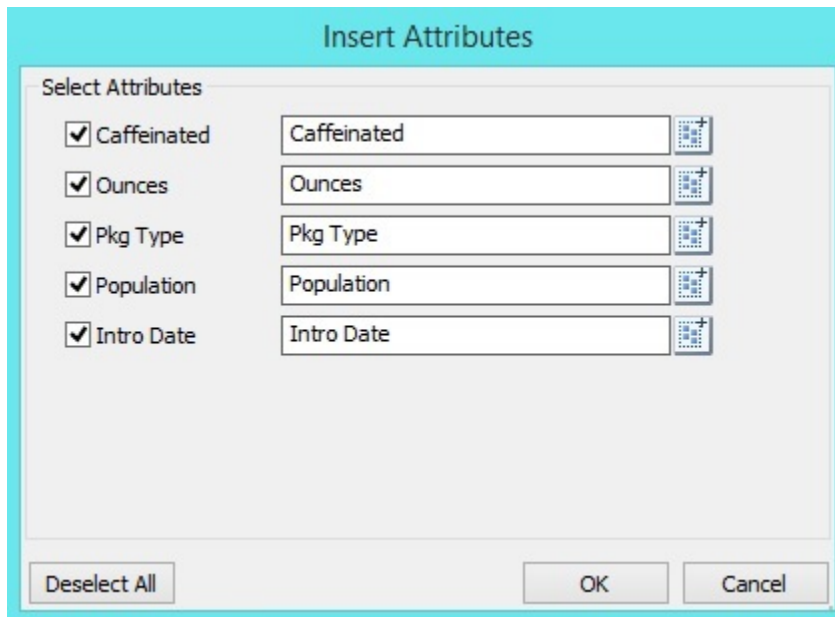 Insert Attributes
Select Attributes
Caffeinated Caffeinated
Ounces Ounces
Pkg Type Pkg Type
Population Population
Intro Date Intro Date
Deselect All OK Cancel